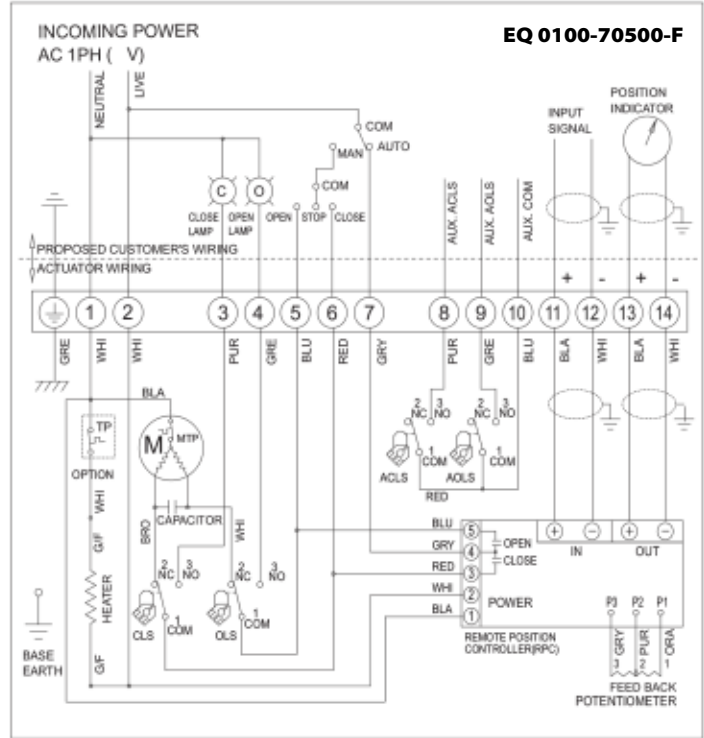 INCOMING POWER
AC 1PH ( V)
EQ 0100-70500-F
NEUTRAL
LIVE
COM
MAN
AUTO
COM
C
O
CLOSE LAMP
OPEN LAMP
OPEN
STOP
CLOSE
AUX. ACLS
AUX. AOLS
AUX. COM
INPUT
SIGNAL
POSITION
INDICATOR
PROPOSED CUSTOMER'S WIRING
ACTUATOR WIRING
+ - + -
1 2 3 4 5 6 7 8 9 10 11 12 13 14
GRE WHI WHI PUR GRE BLU RED GRY PUR GRE BLU BLA WHI BLA WHI
BLA
TP
OPTION
M
MTP
WHI
G/F
HEATER
G/F
BRO
CAPACITOR
WHI
2 NC
3 NO
1 COM
CLS
2 NC
3 NO
1 COM
OLS
2 NC
3 NO
1 COM
ACLS
2 NC
3 NO
1 COM
AOLS
RED
BASE
EARTH
BLU 5
GRY 4
RED 3
WHI 2
BLA 1
OPEN
CLOSE
POWER
+ - + -
IN OUT
P3 P2 P1
GRY PUR ORA
3 2 1
REMOTE POSITION
CONTROLLER(RPC)
FEED BACK
POTENTIOMETER